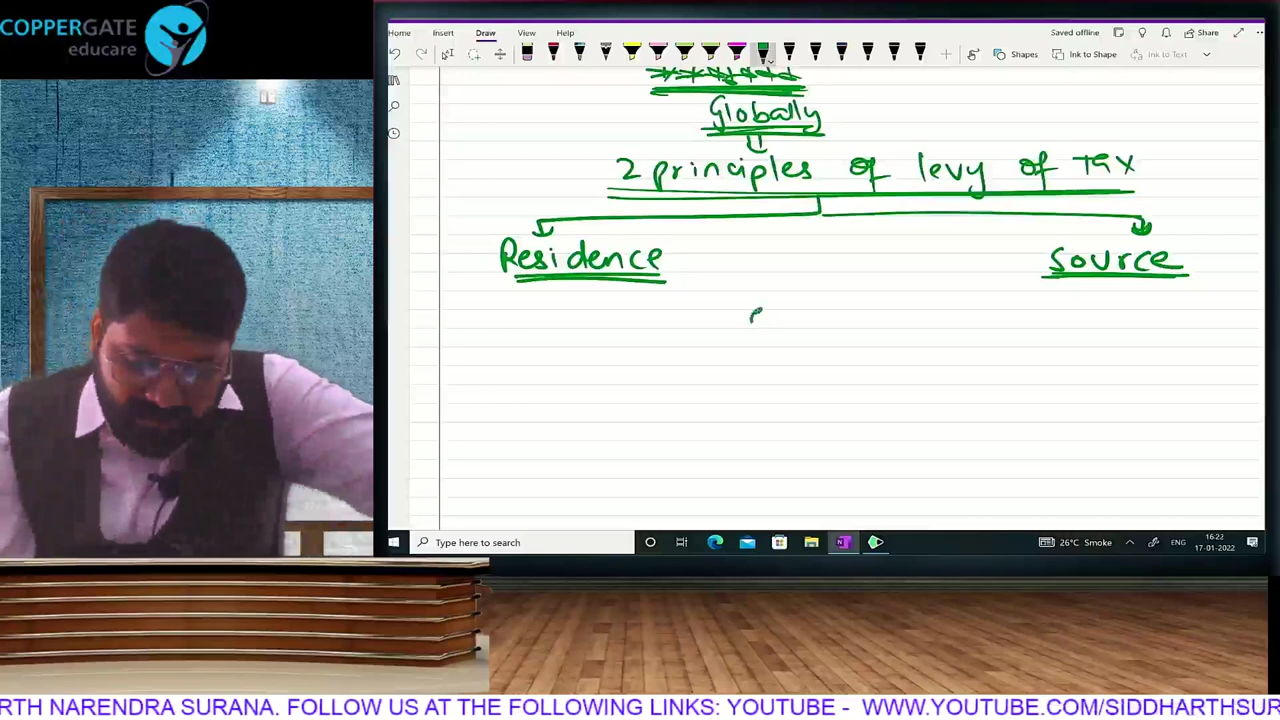 COPPERGATE
educare
Home Insert Draw View Help
Saved offline
Share
Shapes
Ink to Shape
Ink to Text
Globally
2 principles of levy of Tax
Residence
Source
Type here to search
26°C Smoke
ENG
16:22
17-01-2022
RTH NARENDRA SURANA. FOLLOW US AT THE FOLLOWING LINKS: YOUTUBE - WWW.YOUTUBE.COM/SIDDHARTHSUR